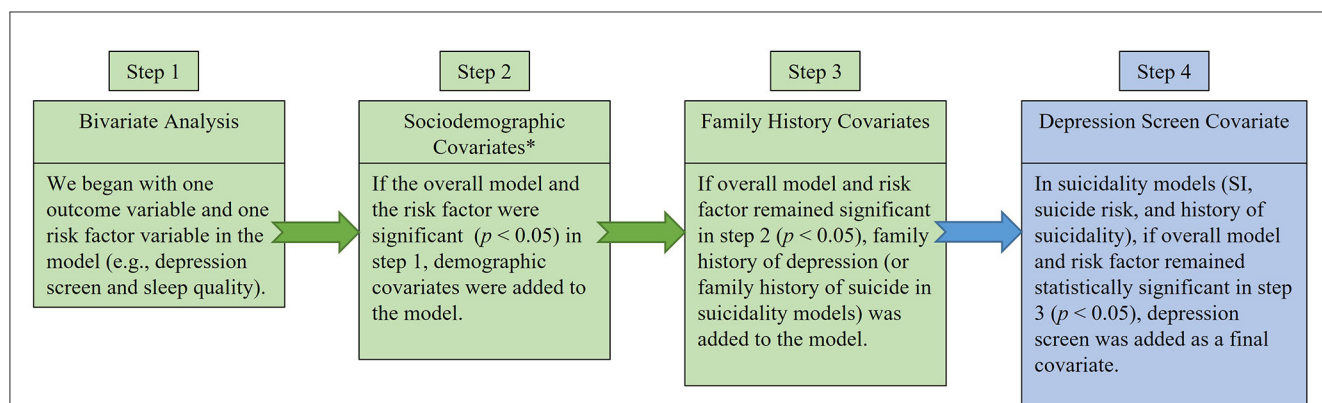 Step 1
Bivariate Analysis
We began with one
outcome variable and one
risk factor variable in the
model (e.g., depression
screen and sleep quality).
Step 2
Sociodemographic
Covariates*
If the overall model and
the risk factor were
significant (p < 0.05) in
step 1, demographic
covariates were added to
the model.
Step 3
Family History Covariates
If overall model and risk
factor remained significant
in step 2 (p < 0.05), family
history of depression (or
family history of suicide in
suicidality models) was
added to the model.
Step 4
Depression Screen Covariate
In suicidality models (SI,
suicide risk, and history of
suicidality), if overall model
and risk factor remained
statistically significant in step
3 (p < 0.05), depression
screen was added as a final
covariate.